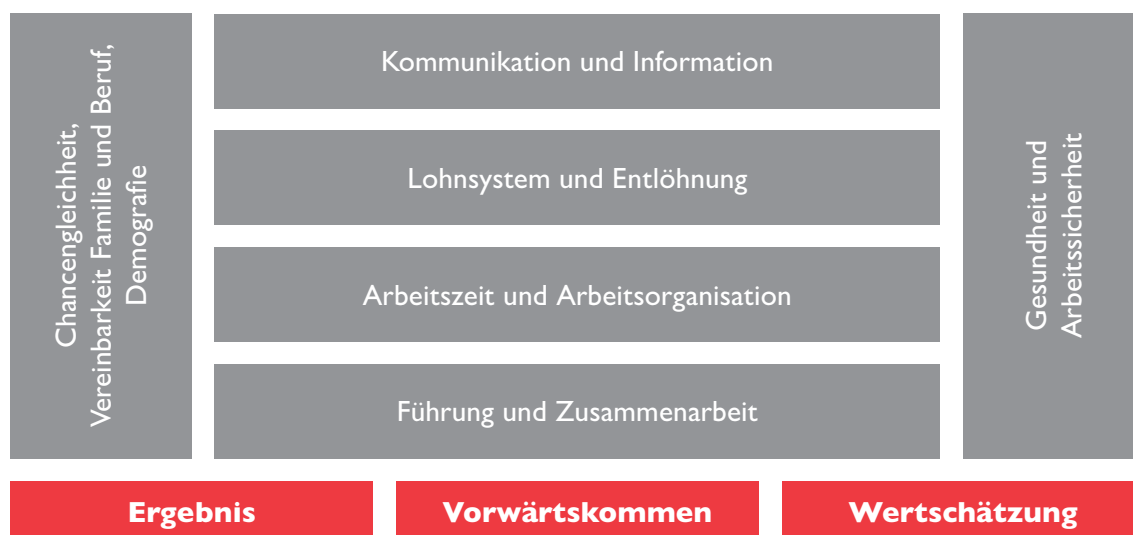 Chancengleichheit,
Vereinbarkeit Familie und Beruf,
Demografie
Kommunikation und Information
Lohnsystem und Entlöhnung
Arbeitszeit und Arbeitsorganisation
Führung und Zusammenarbeit
Gesundheit und
Arbeitssicherheit
Ergebnis
Vorwärtskommen
Wertschätzung